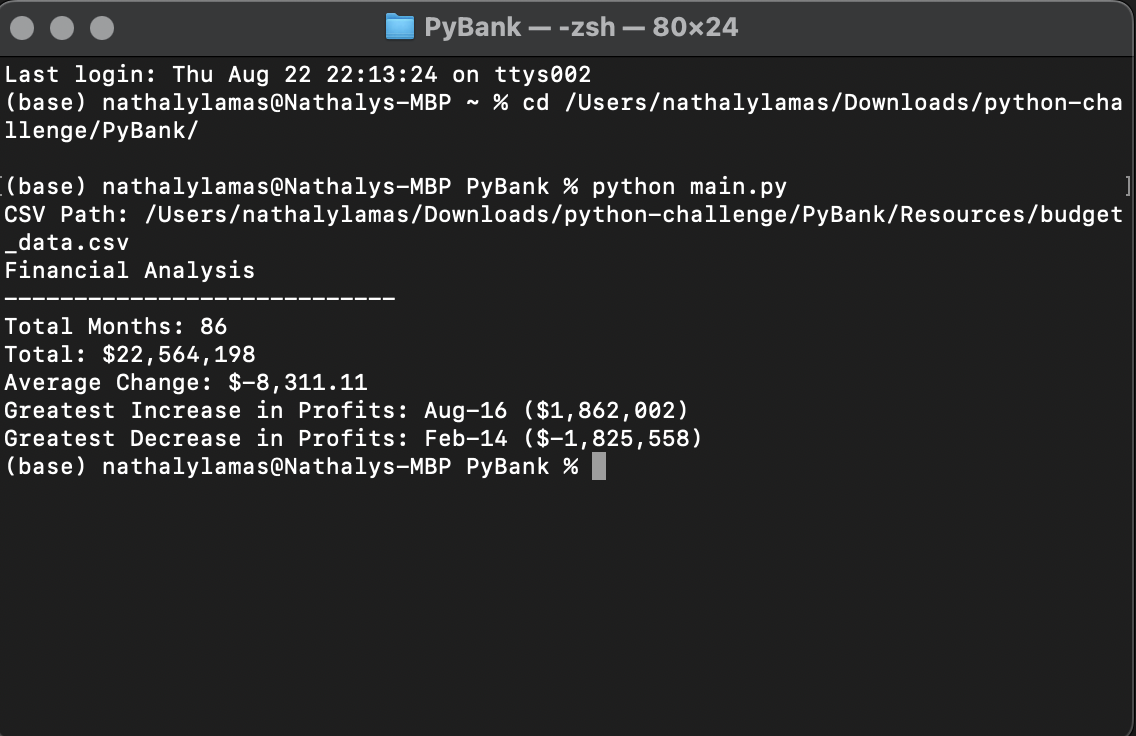 PyBank — -zsh — 80×24
Last login: Thu Aug 22 22:13:24 on ttys002
(base) nathalylamas@Nathalys-MBP ~ % cd /Users/nathalylamas/Downloads/python-cha
llenge/PyBank/
[(base) nathalylamas@Nathalys-MBP PyBank % python main.py ]
CSV Path: /Users/nathalylamas/Downloads/python-challenge/PyBank/Resources/budget
_data.csv
Financial Analysis
----------------------------
Total Months: 86
Total: $22,564,198
Average Change: $-8,311.11
Greatest Increase in Profits: Aug-16 ($1,862,002)
Greatest Decrease in Profits: Feb-14 ($-1,825,558)
(base) nathalylamas@Nathalys-MBP PyBank %